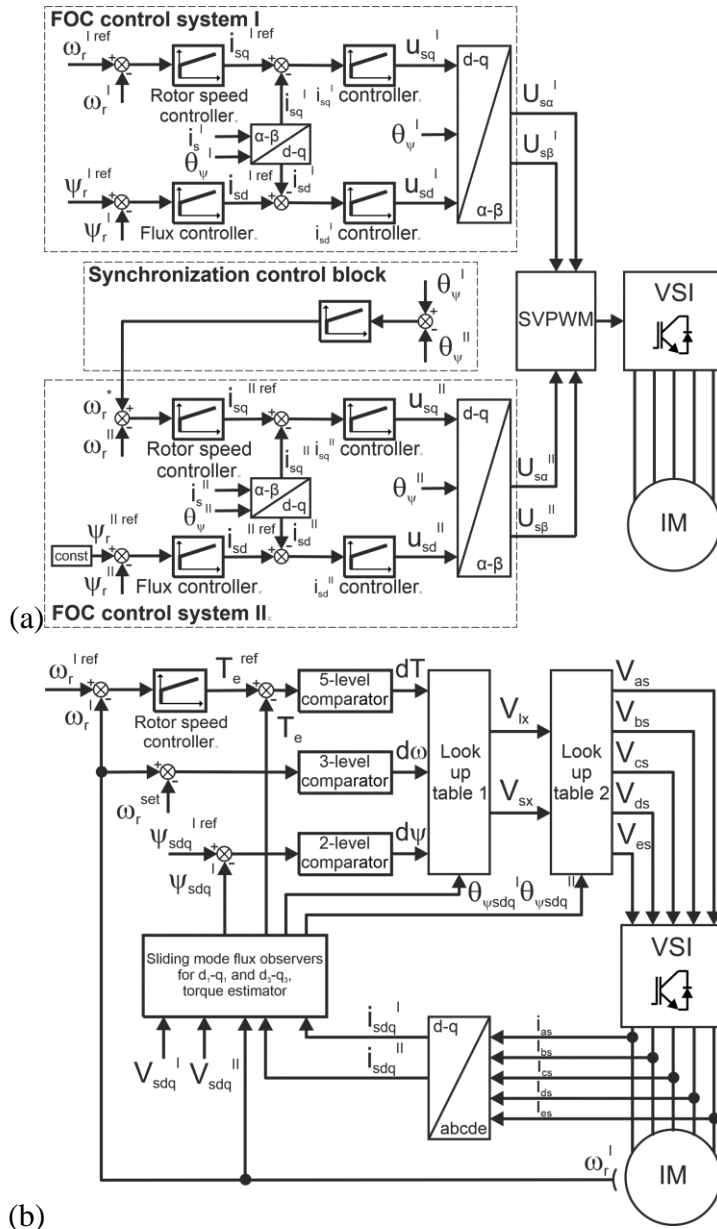 FOC control system I
ω_r^I ref
i_sq^I ref
u_sq^I
ω_r^I
Rotor speed
controller.
i_sq^I
i_sq^I controller.
d-q
U_sα^I
i_s^I
θ_ψ^I
α-β
d-q
θ_ψ^I
U_sβ^I
ψ_r^I ref
i_sd^I ref
i_sd^I
u_sd^I
ψ_r^I
Flux controller.
i_sd^I controller.
α-β
Synchronization control block
θ_ψ^I
θ_ψ^II
SVPWM
VSI
IM
ω_r^*
i_sq^II ref
u_sq^II
ω_r^II
Rotor speed
controller.
i_sq^II
i_sq^II controller.
d-q
i_s^II
θ_ψ^II
α-β
d-q
θ_ψ^II
U_sα^II
const
ψ_r^II ref
i_sd^II ref
i_sd^II
u_sd^II
U_sβ^II
ψ_r^II
Flux controller.
i_sd^II controller.
α-β
FOC control system II.
(a)
ω_r^I ref
T_e^ref
5-level
comparator
dT
V_as
ω_r^I
Rotor speed
controller.
T_e
V_lx
V_bs
3-level
comparator
dω
Look
up
table 1
Look
up
table 2
V_cs
ω_r^set
V_sx
V_ds
ψ_sdq^I ref
2-level
comparator
dψ
V_es
ψ_sdq^I
θ_ψsdq^I θ_ψsdq^II
Sliding mode flux observers
for d₁-q₁ and d₃-q₃,
torque estimator
VSI
i_sdq^I
d-q
i_as
i_bs
i_sdq^II
i_cs
V_sdq^I
V_sdq^II
i_ds
abcde
i_es
ω_r^I
IM
(b)